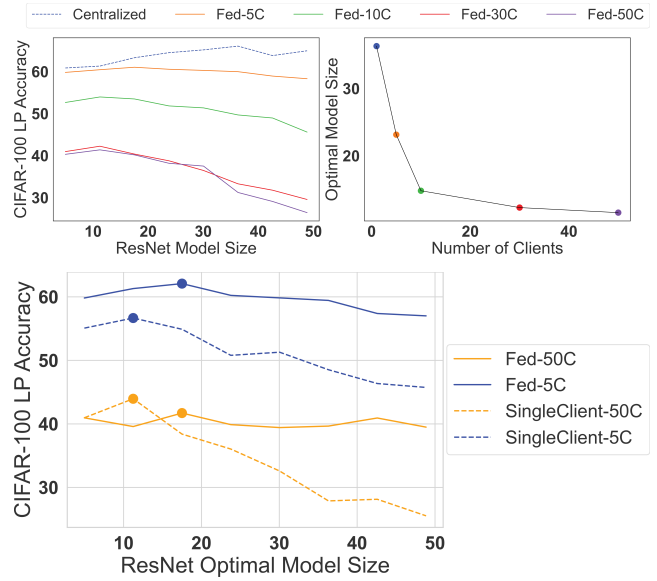 Centralized Fed-5C Fed-10C Fed-30C Fed-50C
CIFAR-100 LP Accuracy
60
50
40
30
10 20 30 40 50
ResNet Model Size
Optimal Model Size
30
20
0 20 40
Number of Clients
CIFAR-100 LP Accuracy
60
50
40
30
10 20 30 40 50
ResNet Optimal Model Size
Fed-50C
Fed-5C
SingleClient-50C
SingleClient-5C